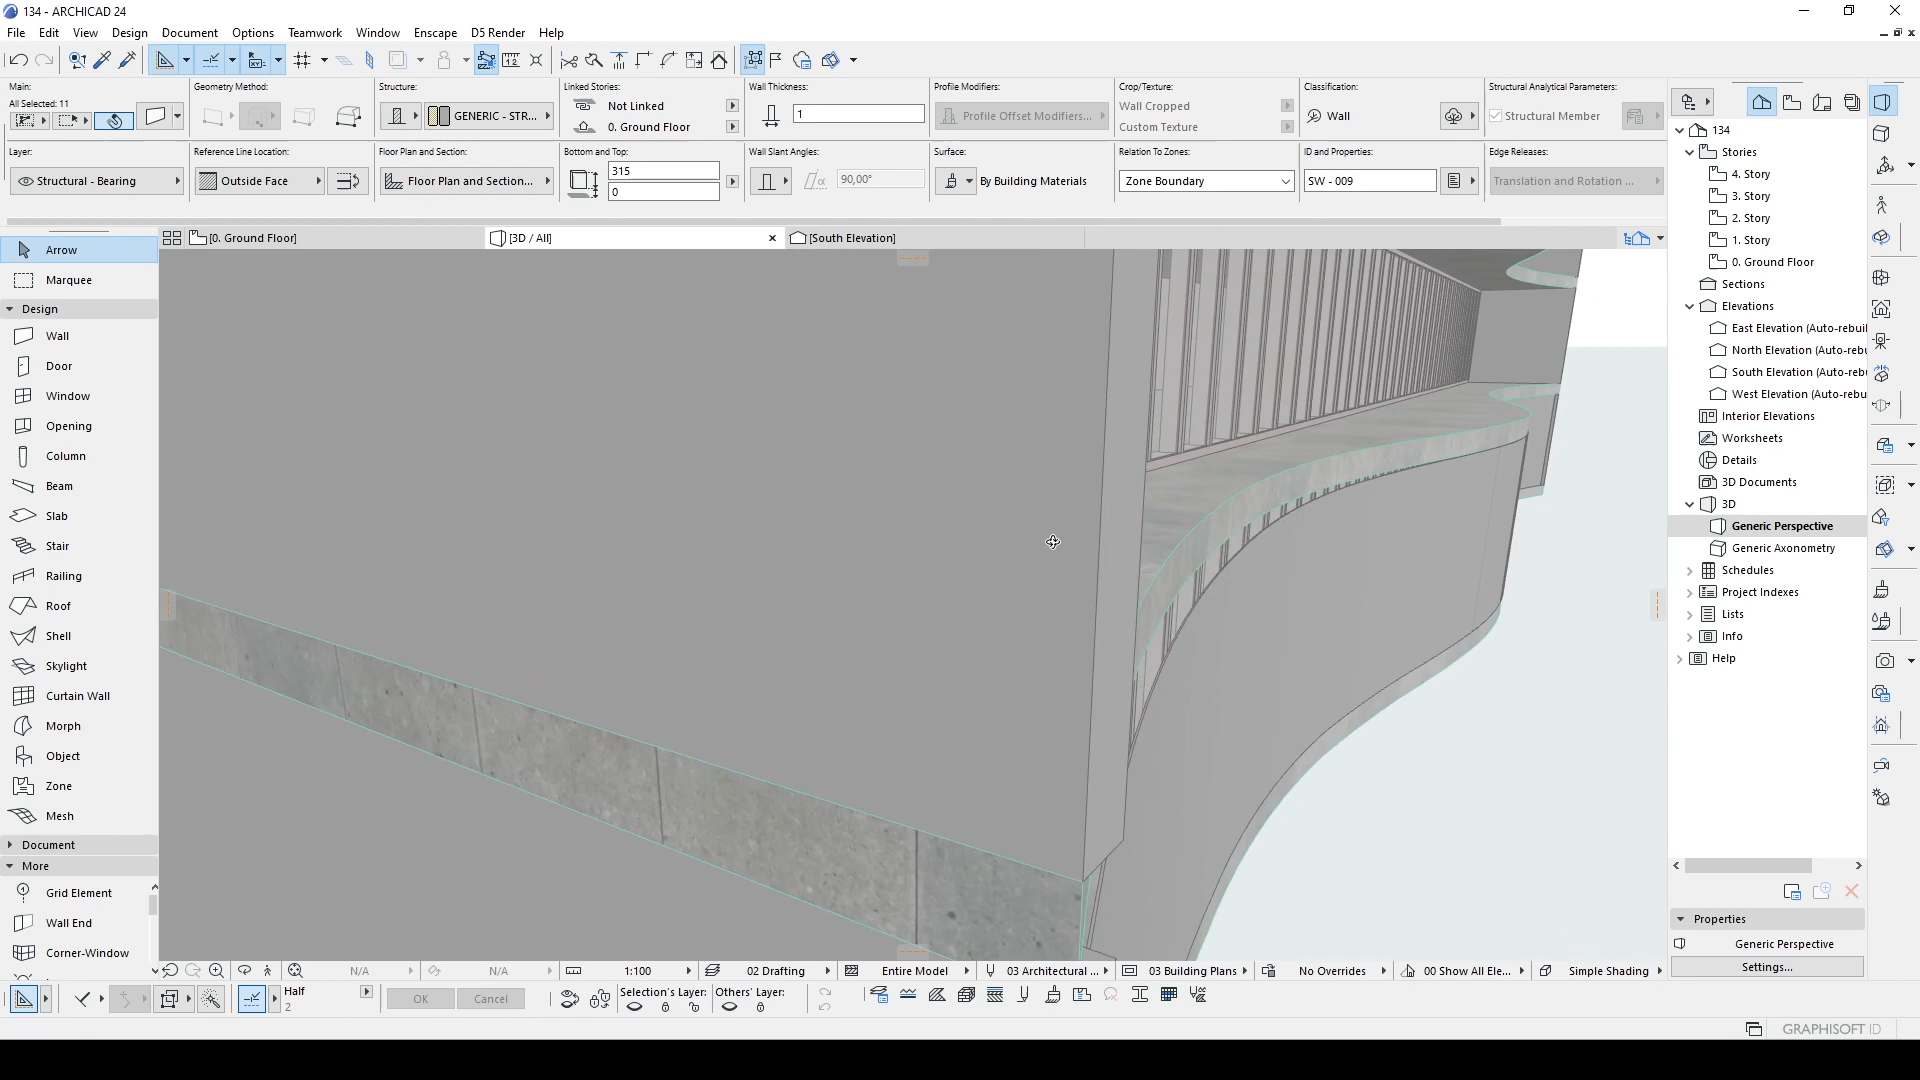 134 - ARCHICAD 24
File Edit View Design Document Options Teamwork Window Enscape D5 Render Help
Main: Geometry Method: Structure: Linked Stories: Wall Thickness: Profile Modifiers: Crop/Texture: Classification: Structural Analytical Parameters:
All Selected: 11
Not Linked 1 Profile Offset Modifiers... Wall Cropped Wall Structural Member
GENERIC - STR...
0. Ground Floor Custom Texture
Layer: Reference Line Location: Floor Plan and Section: Bottom and Top: Wall Slant Angles: Surface: Relation To Zones: ID and Properties: Edge Releases:
315
Structural - Bearing Outside Face Floor Plan and Section... 90,00° By Building Materials Zone Boundary SW - 009 Translation and Rotation ...
0
[0. Ground Floor] [3D / All] [South Elevation]
Arrow
Marquee
Design
Wall
Door
Window
Opening
Column
Beam
Slab
Stair
Railing
Roof
Shell
Skylight
Curtain Wall
Morph
Object
Zone
Mesh
Document
More
Grid Element
Wall End
Corner-Window
134
Stories
4. Story
3. Story
2. Story
1. Story
0. Ground Floor
Sections
Elevations
East Elevation (Auto-rebuil
North Elevation (Auto-rebu
South Elevation (Auto-reb
West Elevation (Auto-rebu
Interior Elevations
Worksheets
Details
3D Documents
3D
Generic Perspective
Generic Axonometry
Schedules
Project Indexes
Lists
Info
Help
Properties
Generic Perspective
Settings...
N/A N/A 1:100 02 Drafting Entire Model 03 Architectural ... 03 Building Plans No Overrides 00 Show All Ele... Simple Shading
Half
2
OK Cancel
Selection's Layer: Others' Layer:
GRAPHISOFT ID